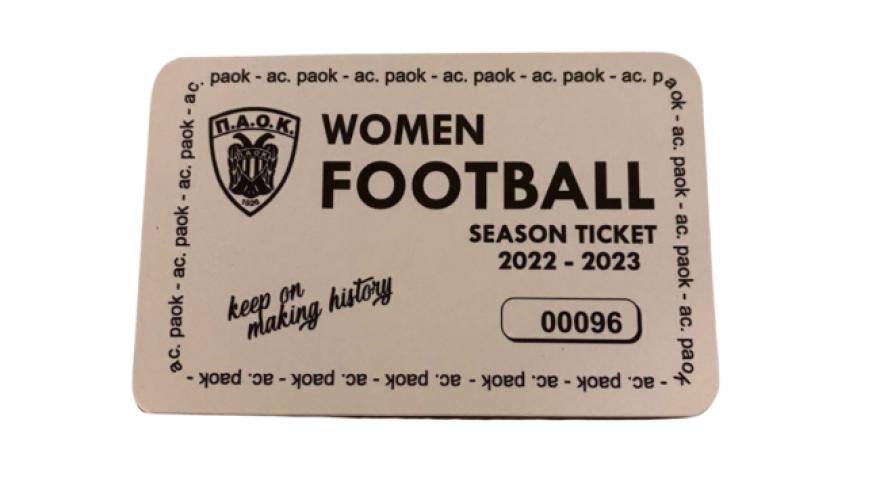 paok - ac. paok - ac. paok - ac. paok - ac. paok - ac. paok - ac. paok
- ac. paok - ac. paok - ac. paok
Π.Α.Ο.Κ.
ΠΑΟΚ
1926
WOMEN
FOOTBALL
SEASON TICKET
2022 - 2023
keep on
making history
00096
ac. paok - ac. paok - ac. paok - ac.
- ac. paok - ac. paok - ac. paok - ac. paok - ac. paok -